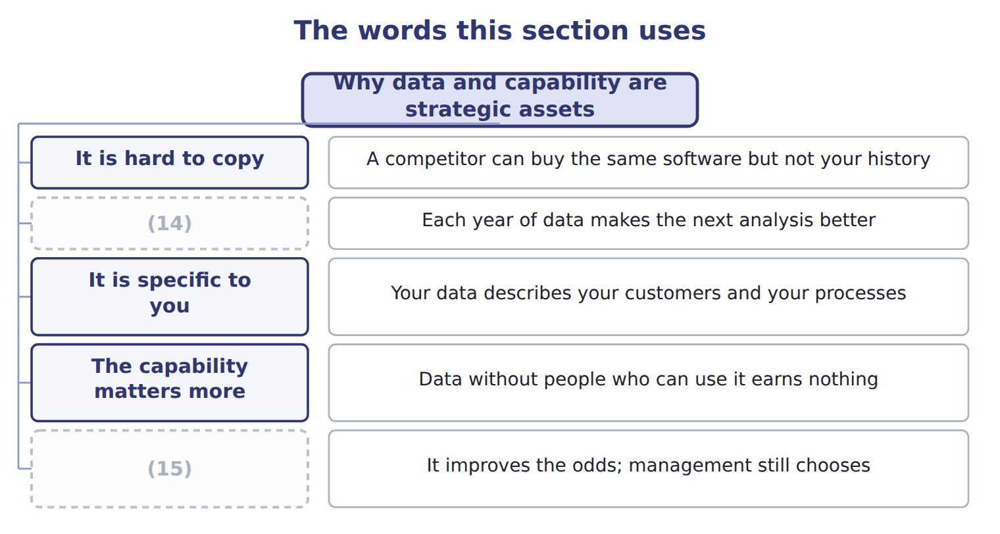 The words this section uses
Why data and capability are
strategic assets
It is hard to copy
A competitor can buy the same software but not your history
(14)
Each year of data makes the next analysis better
It is specific to
you
Your data describes your customers and your processes
The capability
matters more
Data without people who can use it earns nothing
(15)
It improves the odds; management still chooses